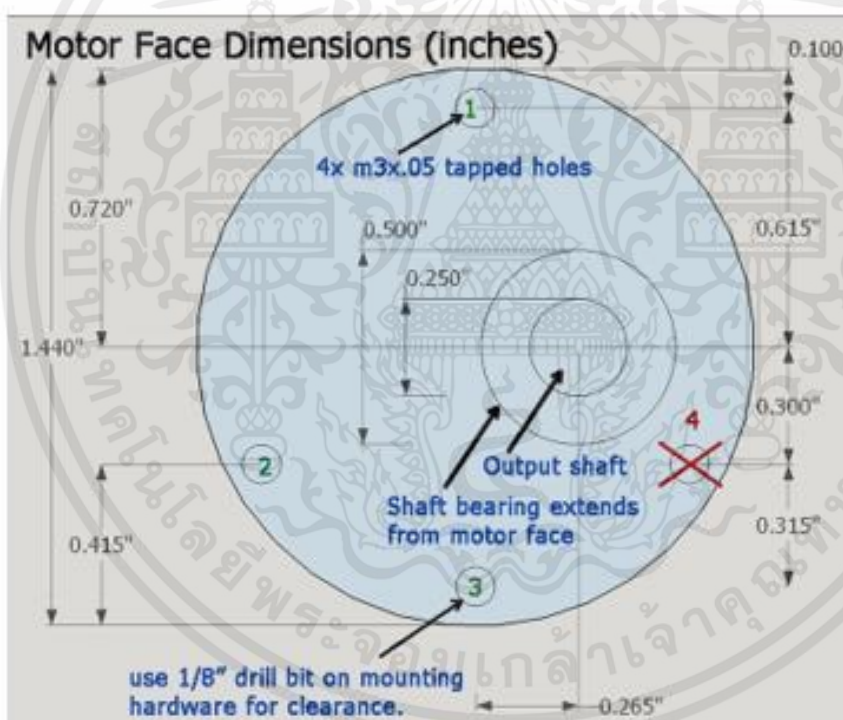 Motor Face Dimensions (inches)
0.100
1
4x m3x.05 tapped holes
0.720"
0.615"
0.500"
0.250"
1.440"
0.300"
4
2
Output shaft
Shaft bearing extends
from motor face
0.315"
0.415"
3
use 1/8" drill bit on mounting
hardware for clearance.
0.265"